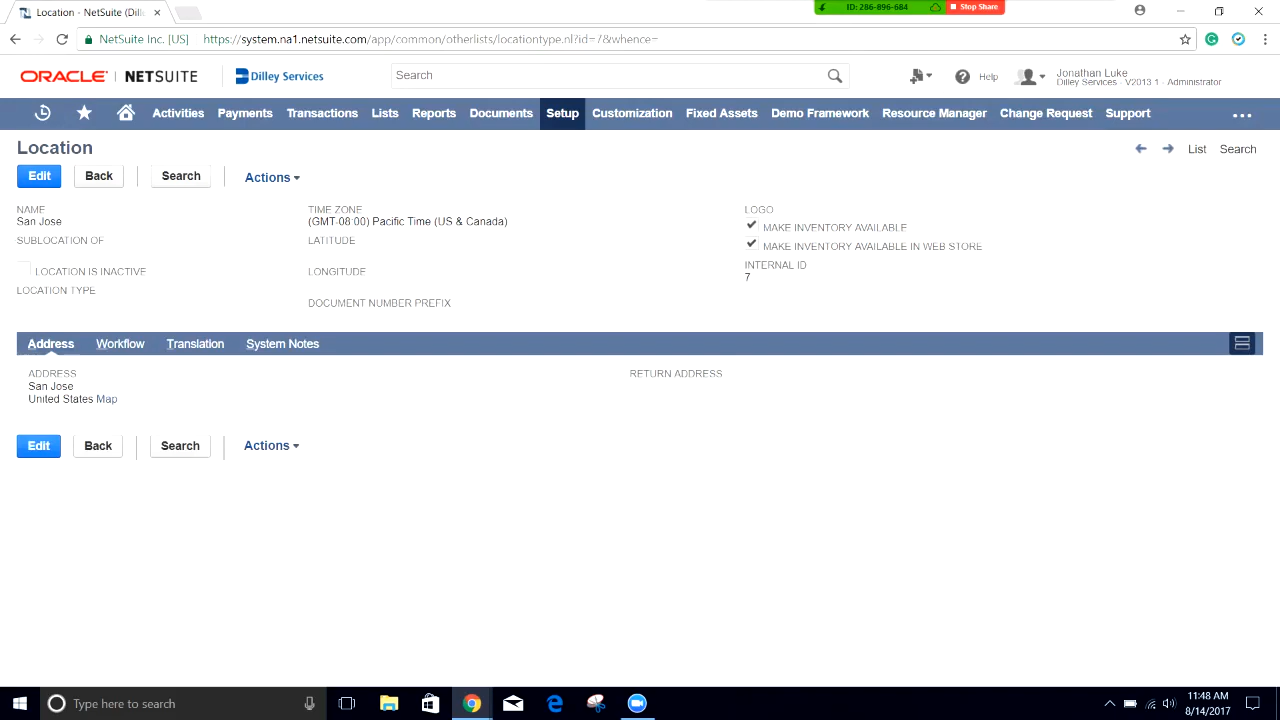 Location - NetSuite (Dille
ID: 286-896-684
Stop Share
NetSuite Inc. [US]
https://system.na1.netsuite.com/app/common/otherlists/locationtype.nl?id=7&whence=
ORACLE NETSUITE
Dilley Services
Search
Help
Jonathan Luke
Dilley Services - V2013 1 - Administrator
Activities Payments Transactions Lists Reports Documents Setup Customization Fixed Assets Demo Framework Resource Manager Change Request Support
Location
List Search
Edit Back Search Actions
NAME
San Jose
SUBLOCATION OF
LOCATION IS INACTIVE
LOCATION TYPE
TIME ZONE
(GMT-08:00) Pacific Time (US & Canada)
LATITUDE
LONGITUDE
DOCUMENT NUMBER PREFIX
LOGO
MAKE INVENTORY AVAILABLE
MAKE INVENTORY AVAILABLE IN WEB STORE
INTERNAL ID
7
Address Workflow Translation System Notes
ADDRESS
San Jose
United States Map
RETURN ADDRESS
Edit Back Search Actions
Type here to search
11:48 AM
8/14/2017